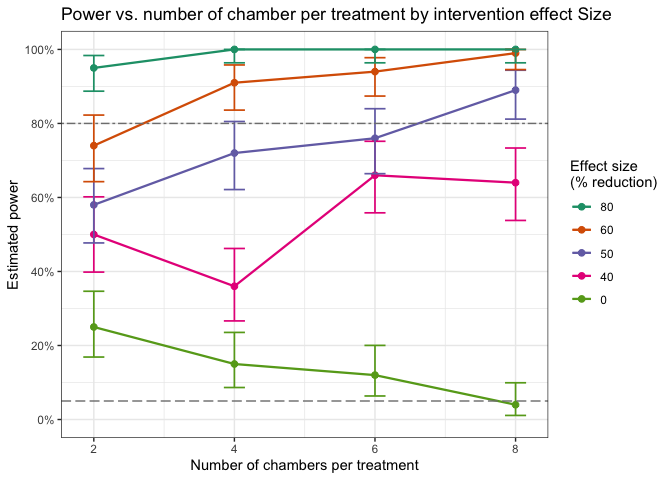 Power vs. number of chamber per treatment by intervention effect Size
100%
80%
60%
40%
20%
0%
Estimated power
2 4 6 8
Number of chambers per treatment
Effect size
(% reduction)
80
60
50
40
0